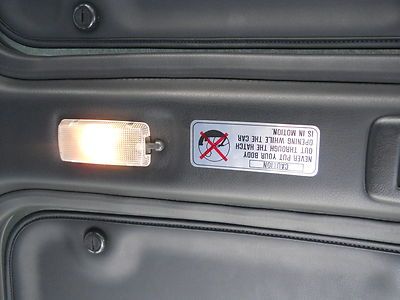 CAUTION
NEVER PUT YOUR BODY
OUT THROUGH THE HATCH
OPENING WHILE THE CAR
IS IN MOTION